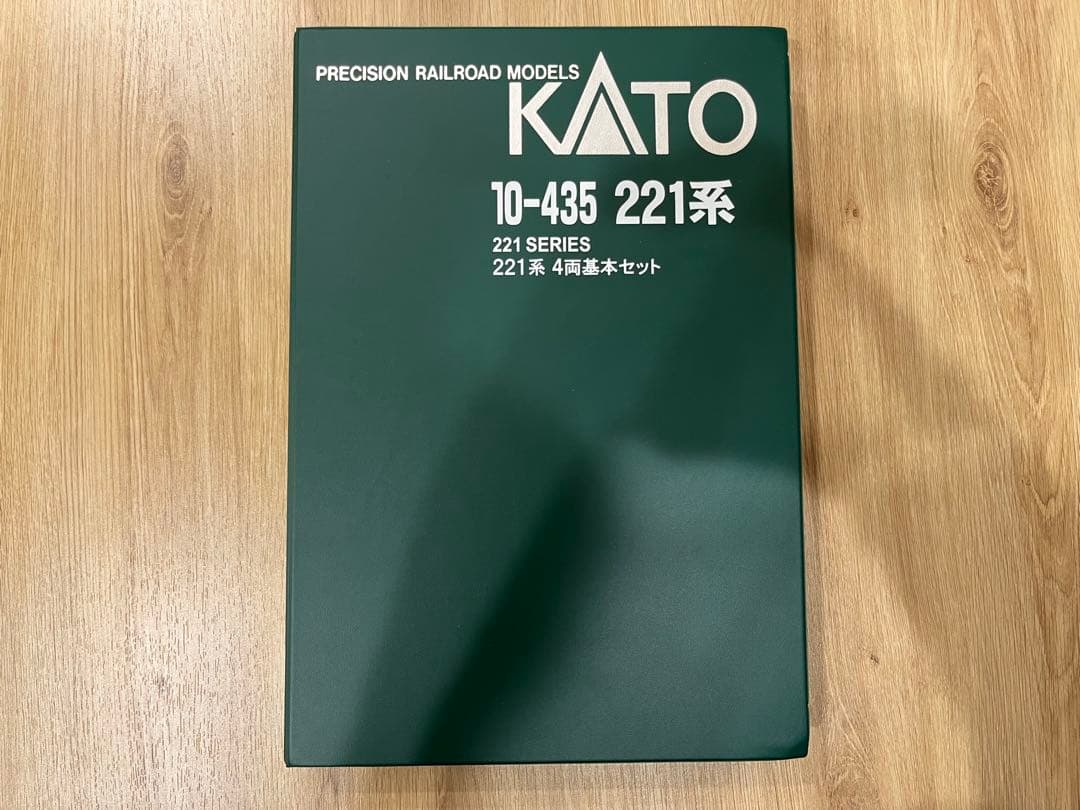 PRECISION RAILROAD MODELS
KATO
10-435 221系
221 SERIES
221系 4両基本セット